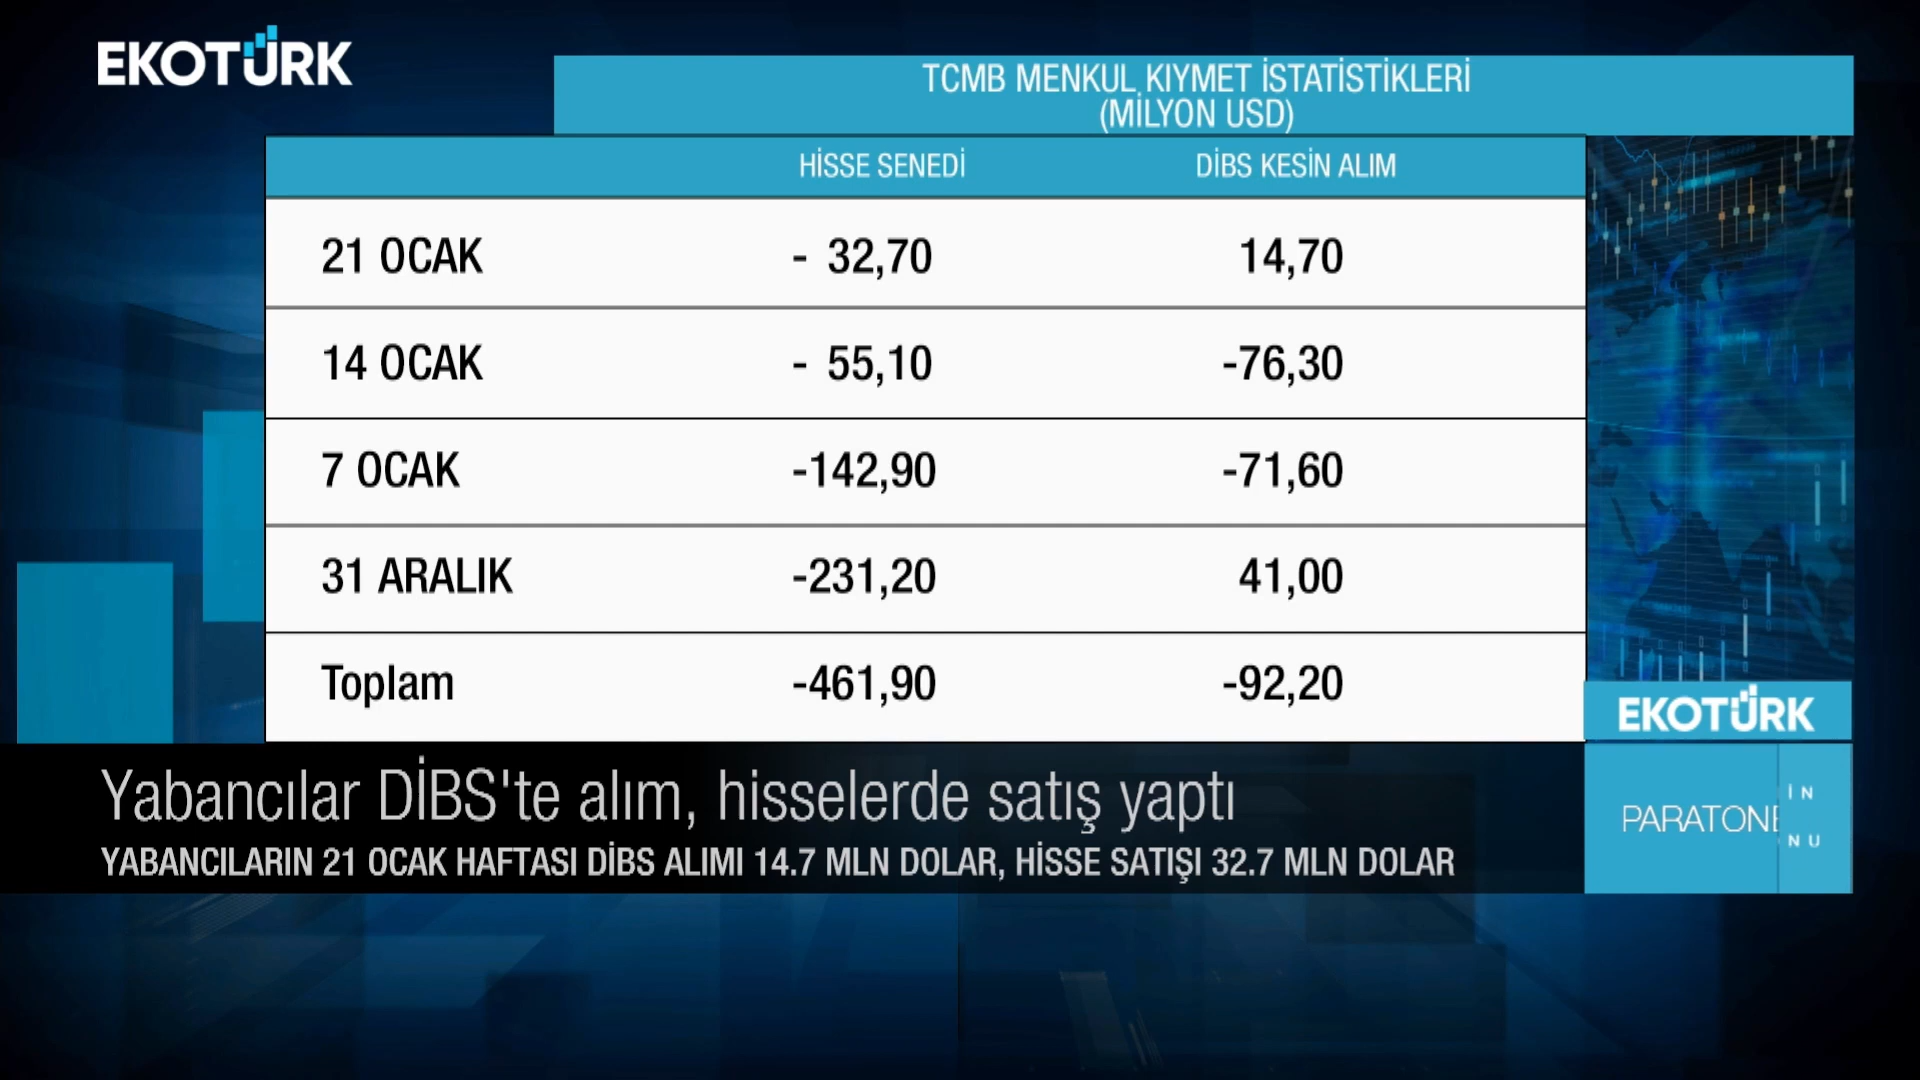 EKOTÜRK
TCMB MENKUL KIYMET İSTATİSTİKLERİ
(MİLYON USD)
HİSSE SENEDİ DİBS KESİN ALIM
21 OCAK - 32,70 14,70
14 OCAK - 55,10 -76,30
7 OCAK -142,90 -71,60
31 ARALIK -231,20 41,00
Toplam -461,90 -92,20
EKOTÜRK
Yabancılar DİBS'te alım, hisselerde satış yaptı
YABANCILARIN 21 OCAK HAFTASI DİBS ALIMI 14.7 MLN DOLAR, HİSSE SATIŞI 32.7 MLN DOLAR
PARATONE
İN
NU